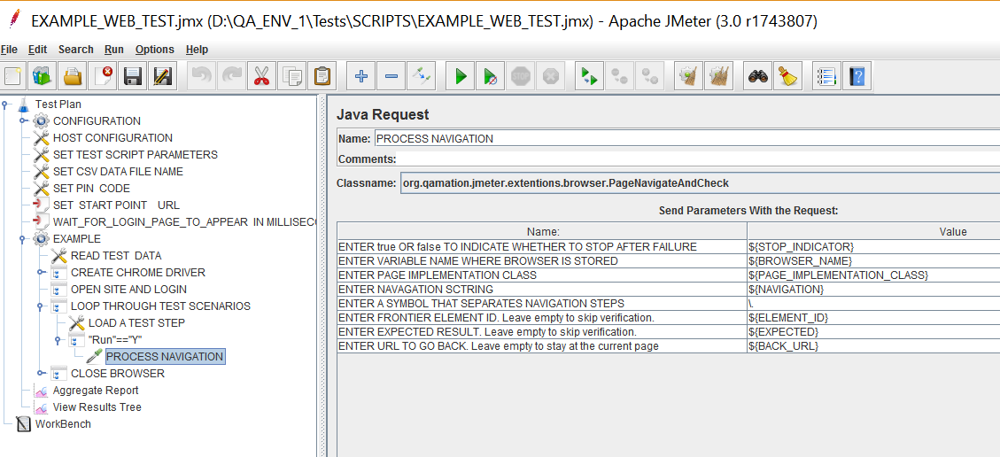 EXAMPLE_WEB_TEST.jmx (D:\QA_ENV_1\Tests\SCRIPTS\EXAMPLE_WEB_TEST.jmx) - Apache JMeter (3.0 r1743807)
File Edit Search Run Options Help
STOP
?
Test Plan
CONFIGURATION
HOST CONFIGURATION
SET TEST SCRIPT PARAMETERS
SET CSV DATA FILE NAME
SET PIN CODE
SET START POINT URL
WAIT_FOR_LOGIN_PAGE_TO_APPEAR IN MILLISEC
EXAMPLE
READ TEST DATA
CREATE CHROME DRIVER
OPEN SITE AND LOGIN
LOOP THROUGH TEST SCENARIOS
LOAD A TEST STEP
"Run"=="Y"
PROCESS NAVIGATION
CLOSE BROWSER
Aggregate Report
View Results Tree
WorkBench
Java Request
Name: PROCESS NAVIGATION
Comments:
Classname: org.qamation.jmeter.extentions.browser.PageNavigateAndCheck
Send Parameters With the Request:
Name: Value
ENTER true OR false TO INDICATE WHETHER TO STOP AFTER FAILURE ${STOP_INDICATOR}
ENTER VARIABLE NAME WHERE BROWSER IS STORED ${BROWSER_NAME}
ENTER PAGE IMPLEMENTATION CLASS ${PAGE_IMPLEMENTATION_CLASS}
ENTER NAVAGATION SCTRING ${NAVIGATION}
ENTER A SYMBOL THAT SEPARATES NAVIGATION STEPS \.
ENTER FRONTIER ELEMENT ID. Leave empty to skip verification. ${ELEMENT_ID}
ENTER EXPECTED RESULT. Leave empty to skip verification. ${EXPECTED}
ENTER URL TO GO BACK. Leave empty to stay at the current page ${BACK_URL}